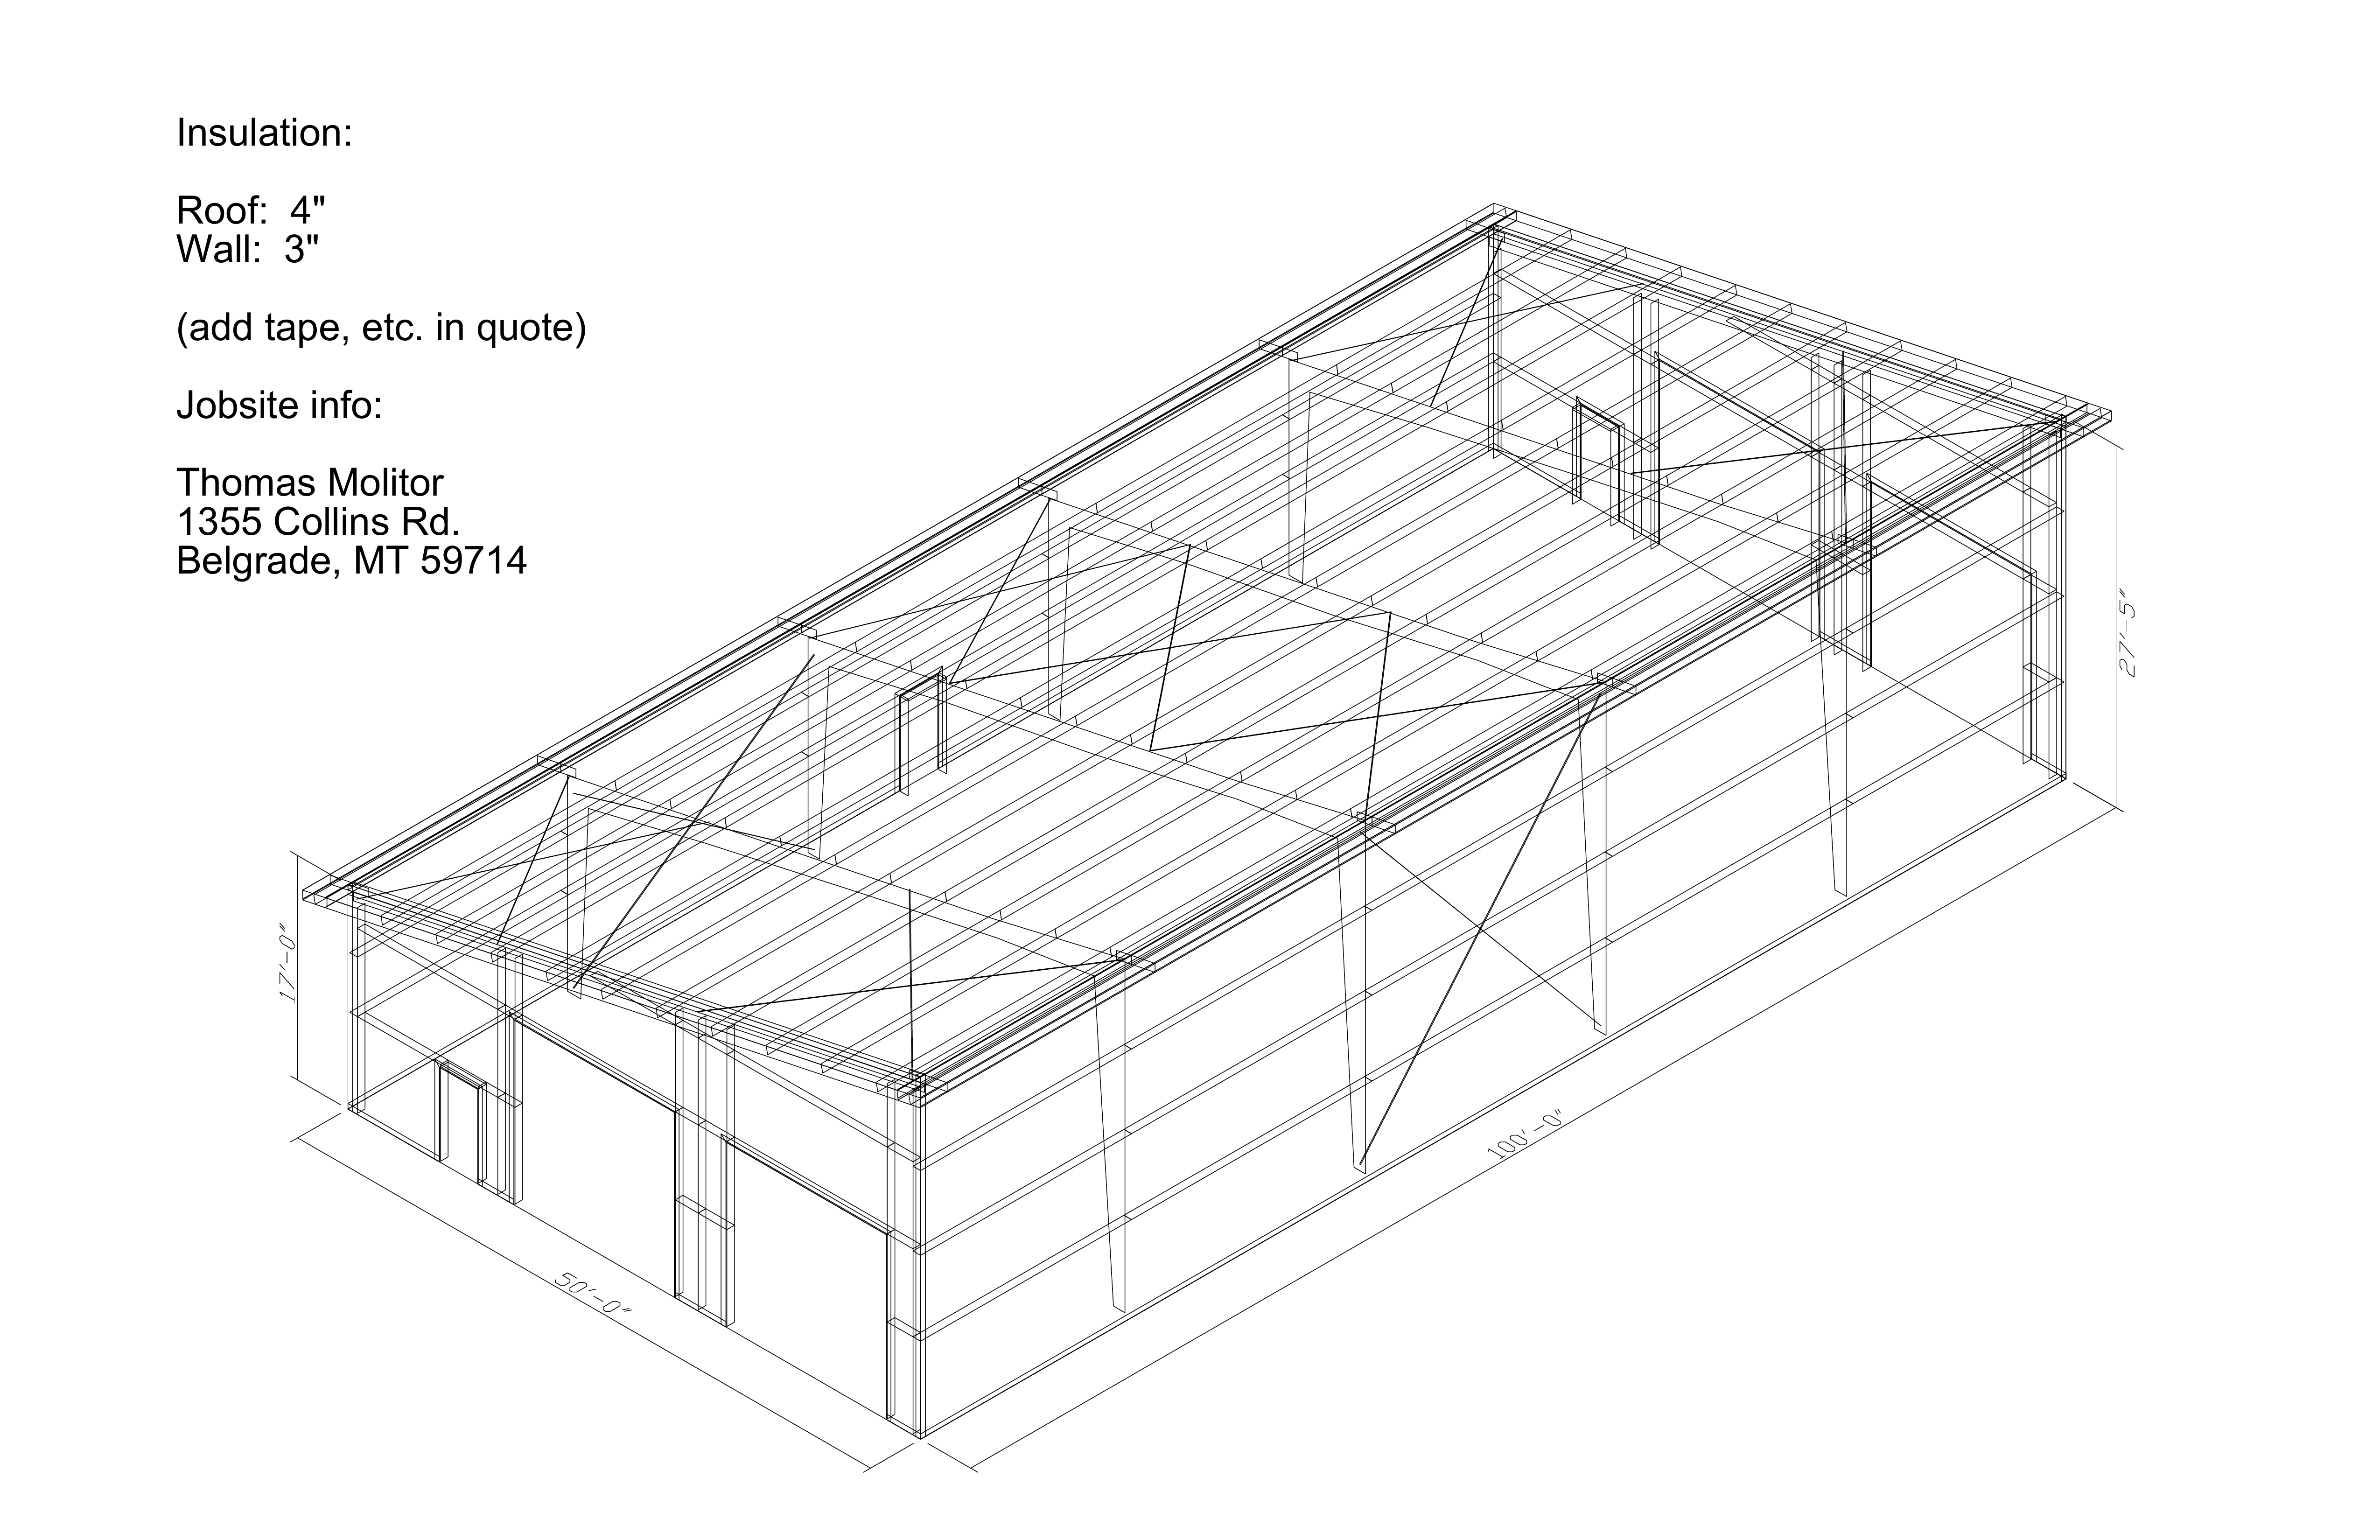 Insulation:
Roof: 4"
Wall: 3"
(add tape, etc. in quote)
Jobsite info:
Thomas Molitor
1355 Collins Rd.
Belgrade, MT 59714
27'-5"
17'-0"
100'-0"
50'-0"